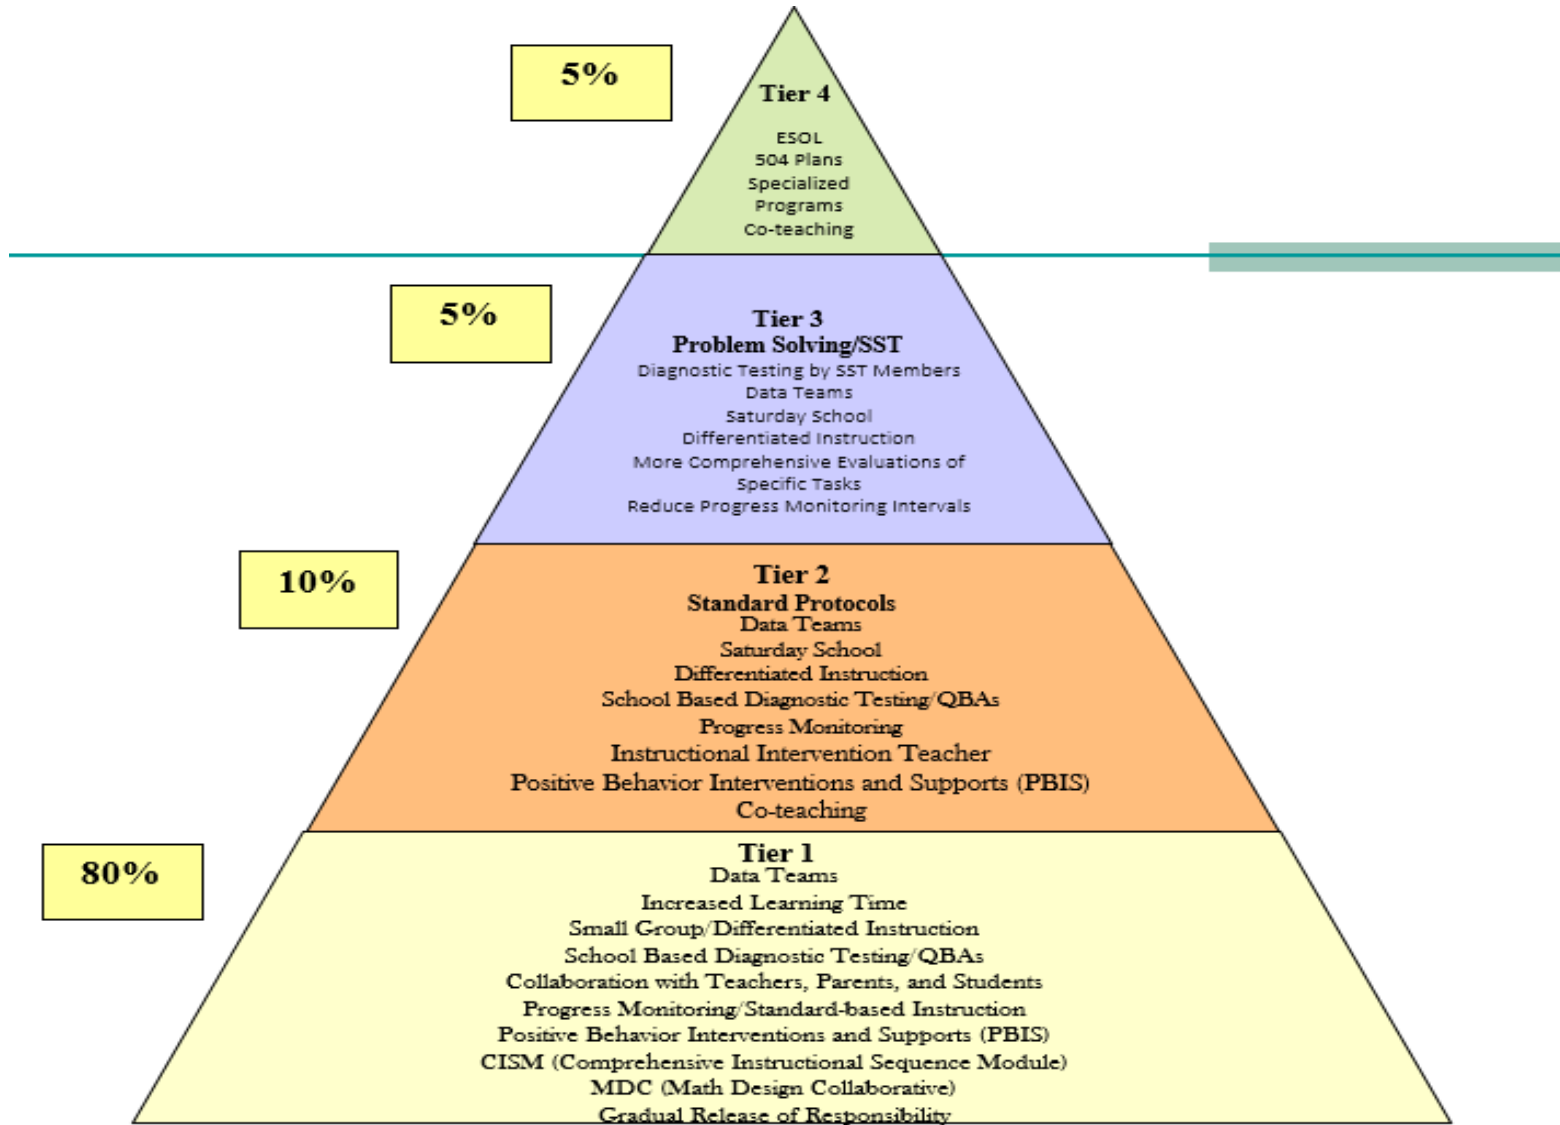 5%
Tier 4
ESOL
504 Plans
Specialized
Programs
Co-teaching
5%
Tier 3
Problem Solving/SST
Diagnostic Testing by SST Members
Data Teams
Saturday School
Differentiated Instruction
More Comprehensive Evaluations of
Specific Tasks
Reduce Progress Monitoring Intervals
10%
Tier 2
Standard Protocols
Data Teams
Saturday School
Differentiated Instruction
School Based Diagnostic Testing/QBAs
Progress Monitoring
Instructional Intervention Teacher
Positive Behavior Interventions and Supports (PBIS)
Co-teaching
80%
Tier 1
Data Teams
Increased Learning Time
Small Group/Differentiated Instruction
School Based Diagnostic Testing/QBAs
Collaboration with Teachers, Parents, and Students
Progress Monitoring/Standard-based Instruction
Positive Behavior Interventions and Supports (PBIS)
CISM (Comprehensive Instructional Sequence Module)
MDC (Math Design Collaborative)
Gradual Release of Responsibility